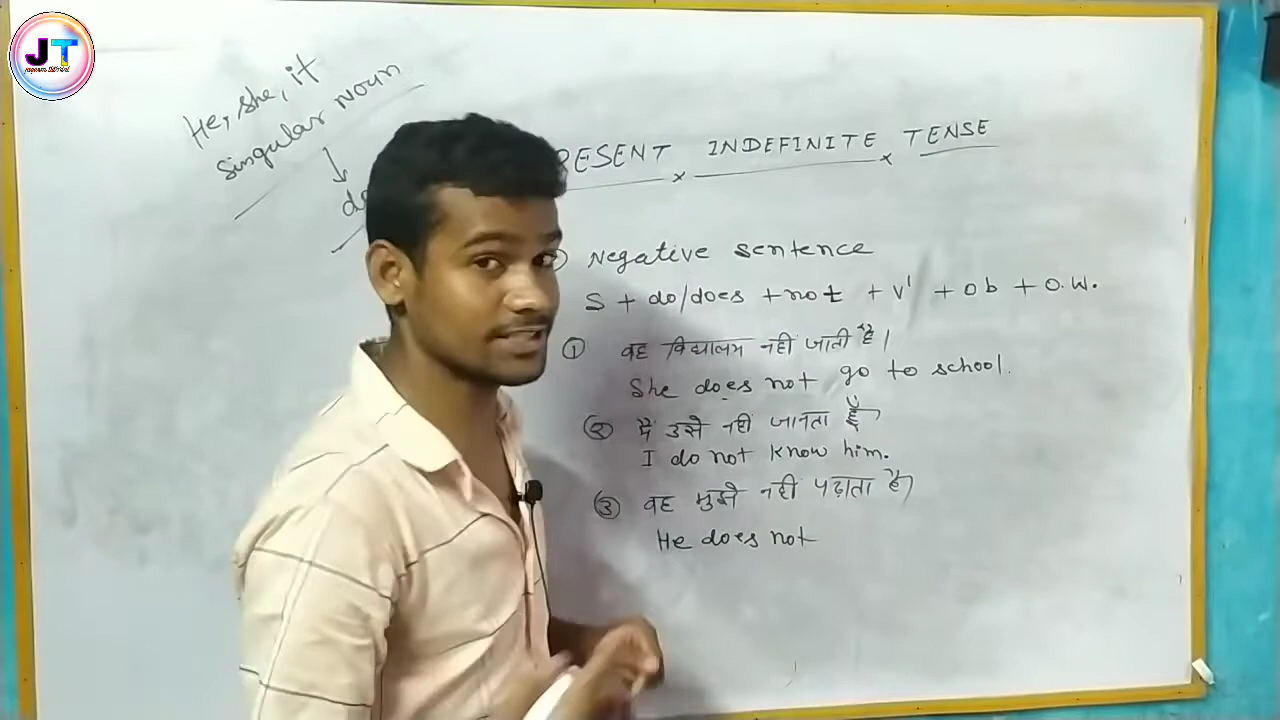 JT
He, she, it
singular noun
↓
do
RESENT INDEFINITE TENSE
Negative sentence
S + do/does + not + V¹ + ob + O.W.
① वह विद्यालय नही जाती है।
She does not go to school.
② मैं उसे नही जानता हूँ
I do not know him.
③ वह मुझे नही पढ़ाता है
He does not